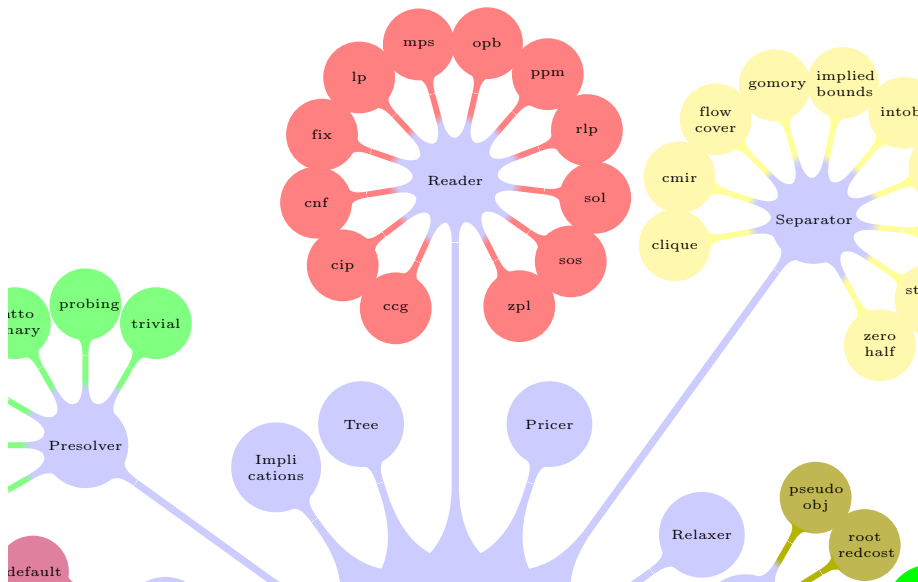 mps
opb
lp
ppm
fix
rlp
Reader
cnf
sol
cip
sos
ccg
zpl
gomory
implied
bounds
flow
cover
cmir
clique
Separator
zero
half
probing
trivial
Presolver
Tree
Pricer
Impli
cations
Relaxer
pseudo
obj
root
redcost
default